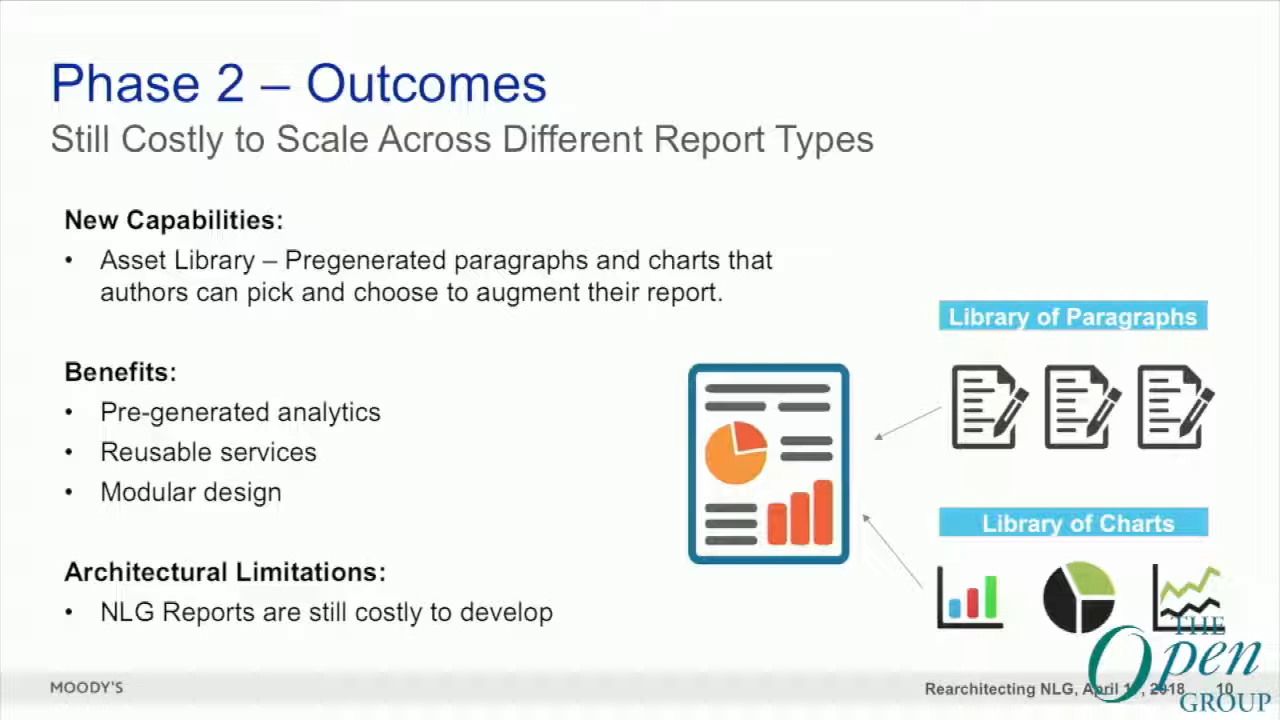 Phase 2 – Outcomes
Still Costly to Scale Across Different Report Types
New Capabilities:
• Asset Library – Pregenerated paragraphs and charts that
authors can pick and choose to augment their report.
Benefits:
• Pre-generated analytics
• Reusable services
• Modular design
Architectural Limitations:
• NLG Reports are still costly to develop
Library of Paragraphs
Library of Charts
MOODY'S
Rearchitecting NLG, April 2018 10
THE
Open
GROUP